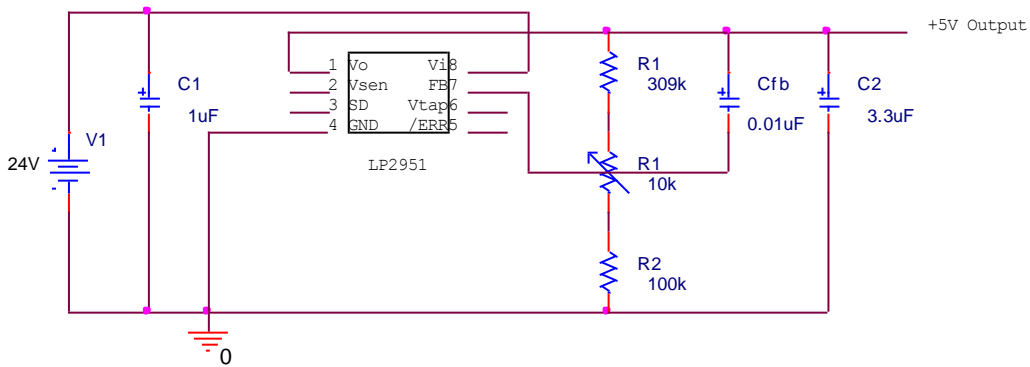 +5V Output
C1
1uF
V1
24V
1 Vo Vi 8
2 Vsen FB 7
3 SD Vtap 6
4 GND /ERR 5
LP2951
R1
309k
R1
10k
R2
100k
Cfb
0.01uF
C2
3.3uF
0